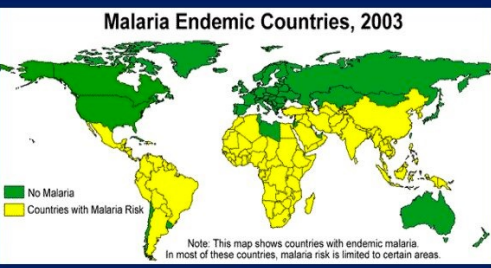 Malaria Endemic Countries, 2003
No Malaria
Countries with Malaria Risk
Note: This map shows countries with endemic malaria.
In most of these countries, malaria risk is limited to certain areas.